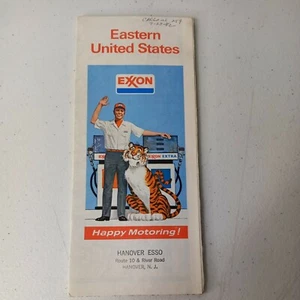 Eastern
United States
EXXON
EXXON EXTRA
Happy Motoring!
HANOVER ESSO
Route 10 & River Road
HANOVER, N. J.